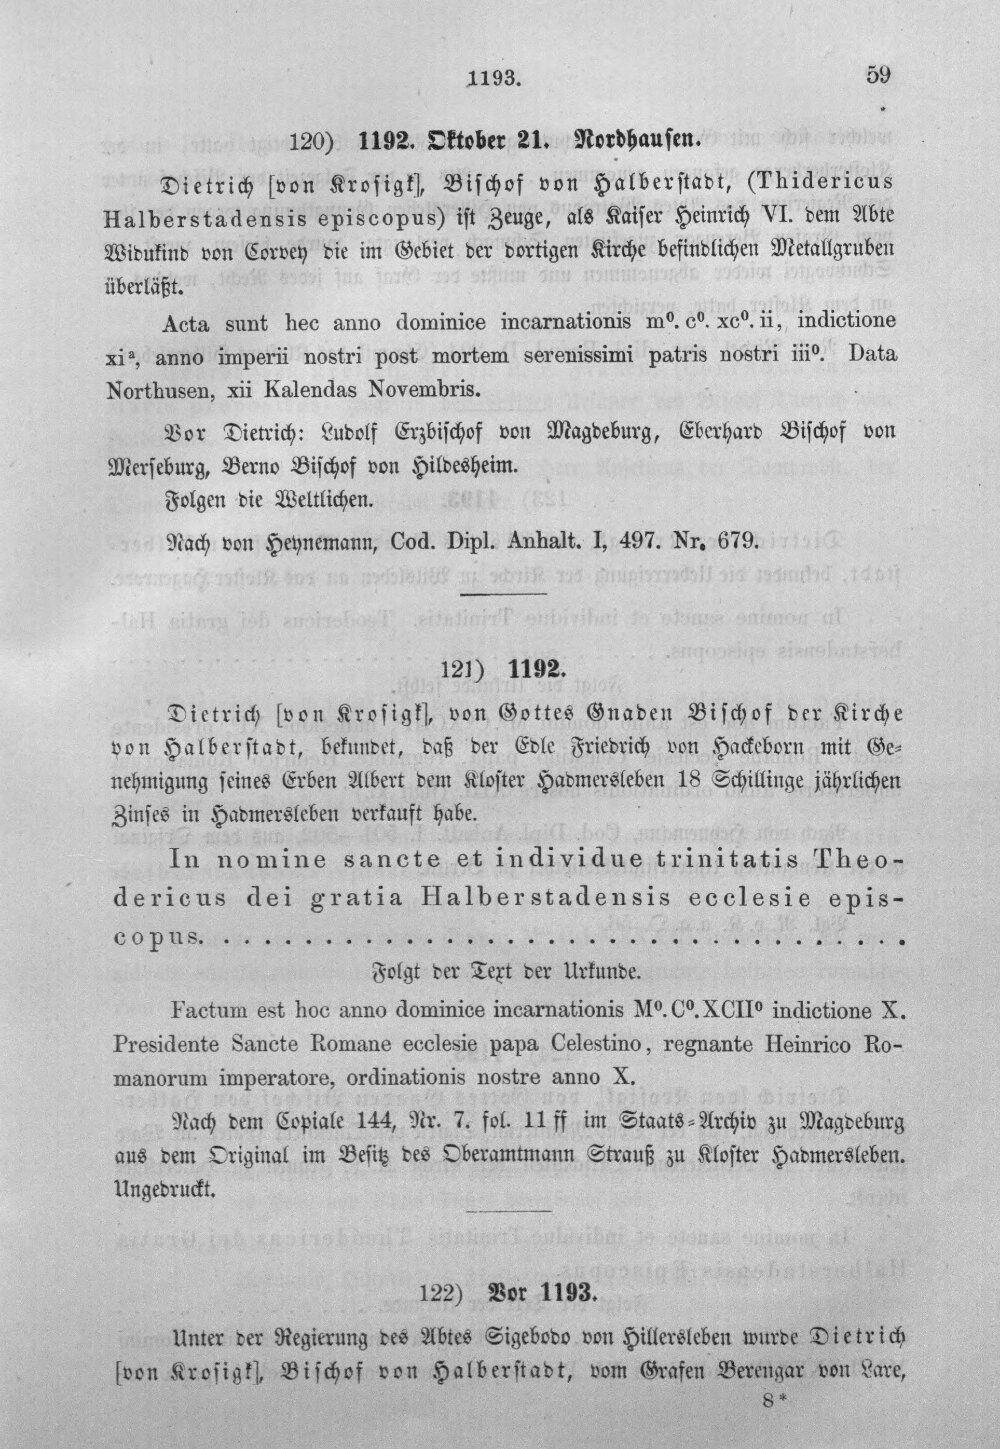 1193.
59
120) 1192. Oktober 21. Nordhausen.
Dietrich [von Krosigk], Bischof von Halberstadt, (Thidericus
Halberstadensis episcopus) ist Zeuge, als Kaiser Heinrich VI. dem Abte
Widukind von Corvey die im Gebiet der dortigen Kirche befindlichen Metallgruben
überläßt.
Acta sunt hec anno dominice incarnationis mº. cº. xcº. ii, indictione
xiª, anno imperii nostri post mortem serenissimi patris nostri iiiº. Data
Northusen, xii Kalendas Novembris.
Vor Dietrich: Ludolf Erzbischof von Magdeburg, Eberhard Bischof von
Merseburg, Berno Bischof von Hildesheim.
Folgen die Weltlichen.
Nach von Heynemann, Cod. Dipl. Anhalt. I, 497. Nr. 679.
121) 1192.
Dietrich [von Krosigk], von Gottes Gnaden Bischof der Kirche
von Halberstadt, bekundet, daß der Edle Friedrich von Hackeborn mit Ge-
nehmigung seines Erben Albert dem Kloster Hadmersleben 18 Schillinge jährlichen
Zinses in Hadmersleben verkauft habe.
In nomine sancte et individue trinitatis Theo-
dericus dei gratia Halberstadensis ecclesie epis-
copus. . . . . . . . . . . . . . . . . . . . . . . . . . . . . . . . .
Folgt der Text der Urkunde.
Factum est hoc anno dominice incarnationis Mº. Cº. XCIIº indictione X.
Presidente Sancte Romane ecclesie papa Celestino, regnante Heinrico Ro-
manorum imperatore, ordinationis nostre anno X.
Nach dem Copiale 144, Nr. 7. fol. 11 ff im Staats-Archiv zu Magdeburg
aus dem Original im Besitz des Oberamtmann Strauß zu Kloster Hadmersleben.
Ungedruckt.
122) Vor 1193.
Unter der Regierung des Abtes Sigebodo von Hillersleben wurde Dietrich
[von Krosigk], Bischof von Halberstadt, vom Grafen Berengar von Lare,
8*